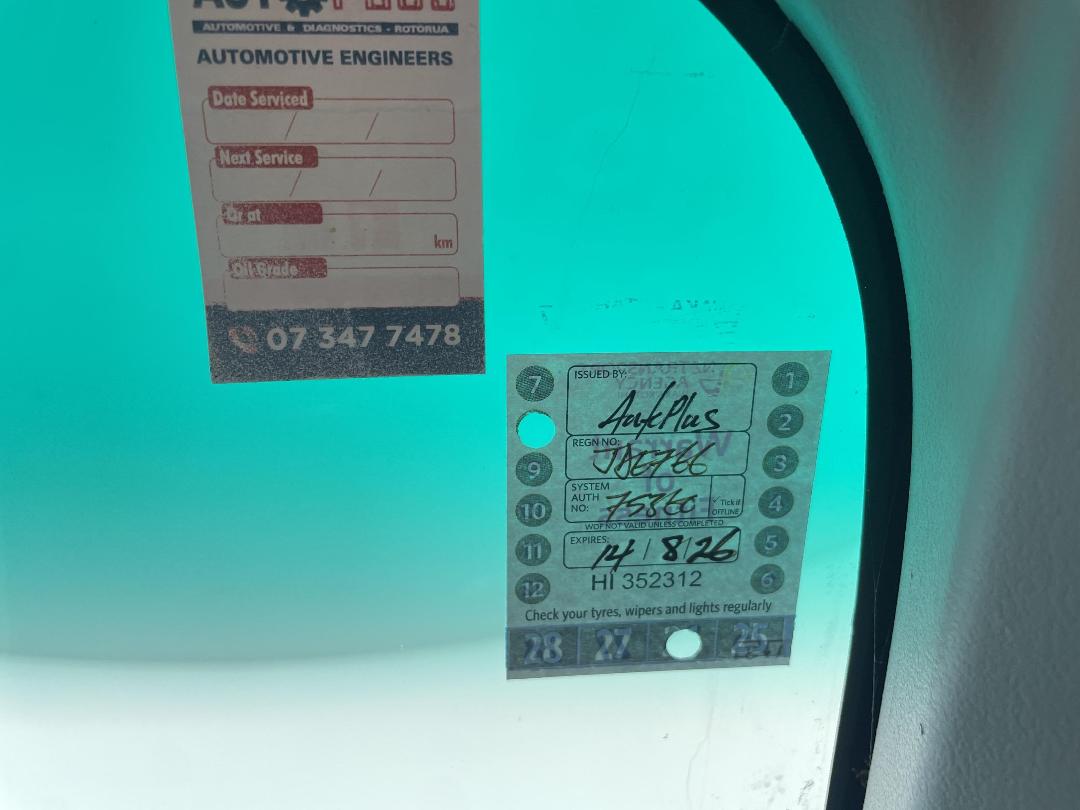 AUTO PLUS
AUTOMOTIVE & DIAGNOSTICS - ROTORUA
AUTOMOTIVE ENGINEERS
Date Serviced
/ /
Next Service
/ /
Or at
km
Oil Grade
07 347 7478
7
ISSUED BY:
AutoPlus
1
2
REGN NO:
9
3
SYSTEM
AUTH
NO:
✓ Tick if
OFFLINE
10
4
WOF NOT VALID UNLESS COMPLETED
EXPIRES:
14 / 8 / 26
11
5
HI 352312
12
6
Check your tyres, wipers and lights regularly
28 27 25